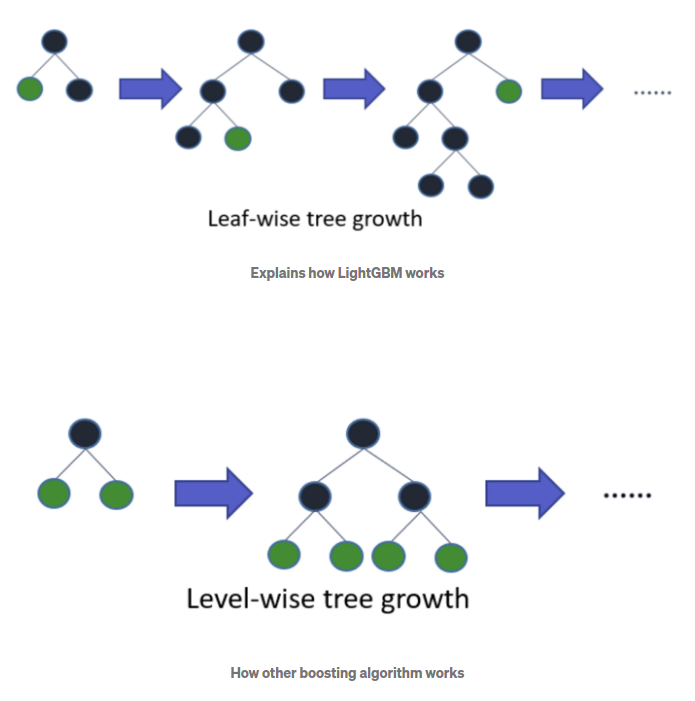 ......
Leaf-wise tree growth
Explains how LightGBM works
......
Level-wise tree growth
How other boosting algorithm works